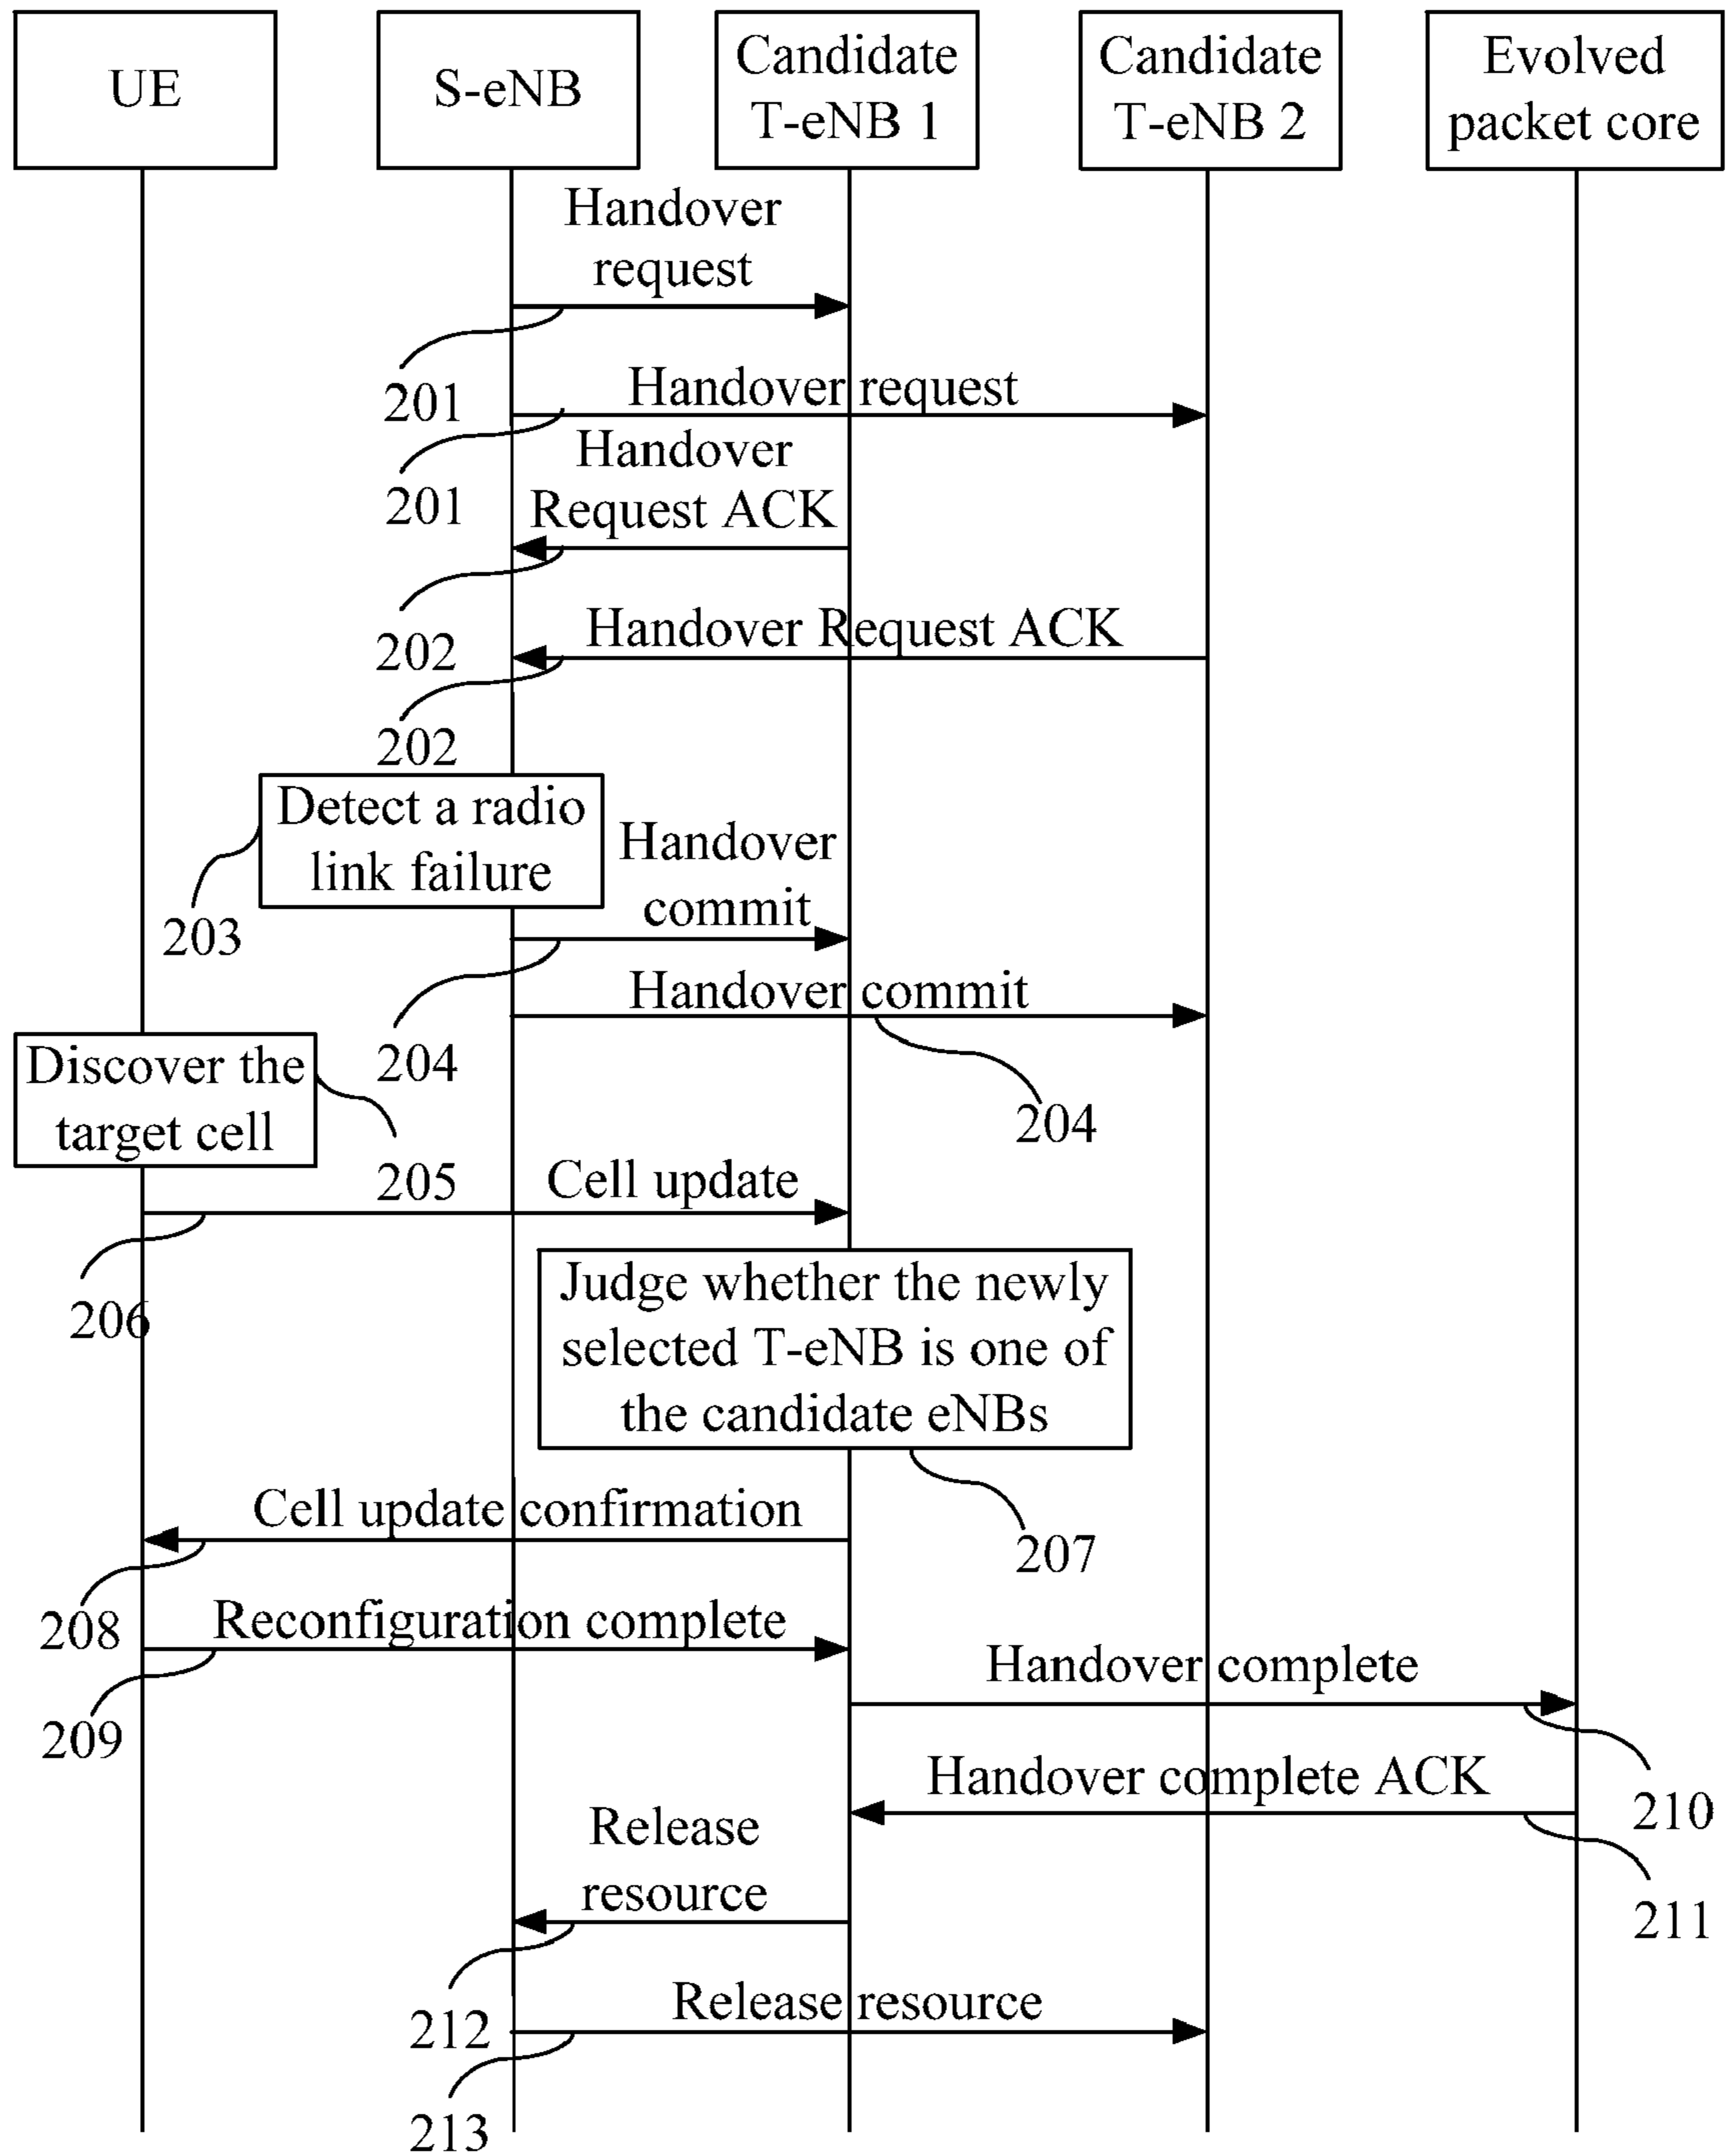 UE
S-eNB
Candidate
T-eNB 1
Candidate
T-eNB 2
Evolved
packet core
Handover
request
201
Handover request
201
Handover
Request ACK
202
Handover Request ACK
202
Detect a radio
link failure
203
Handover
commit
204
Handover commit
204
Discover the
target cell
205
Cell update
206
Judge whether the newly
selected T-eNB is one of
the candidate eNBs
207
Cell update confirmation
208
Reconfiguration complete
209
Handover complete
210
Handover complete ACK
211
Release
resource
212
Release resource
213